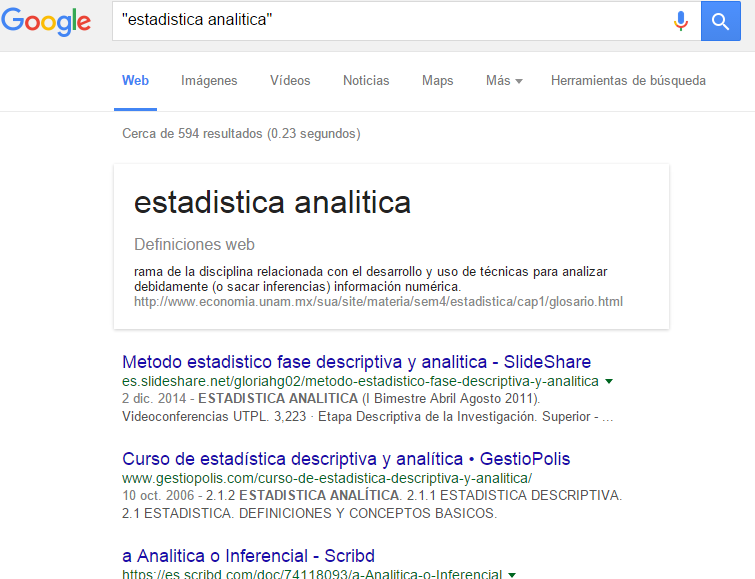 Google
"estadistica analitica"
Web Imágenes Vídeos Noticias Maps Más Herramientas de búsqueda
Cerca de 594 resultados (0.23 segundos)
estadistica analitica
Definiciones web
rama de la disciplina relacionada con el desarrollo y uso de técnicas para analizar
debidamente (o sacar inferencias) información numérica.
http://www.economia.unam.mx/sua/site/materia/sem4/estadistica/cap1/glosario.html
Metodo estadistico fase descriptiva y analitica - SlideShare
es.slideshare.net/gloriahg02/metodo-estadistico-fase-descriptiva-y-analitica
2 dic. 2014 - ESTADISTICA ANALITICA (I Bimestre Abril Agosto 2011).
Videoconferencias UTPL. 3,223 · Etapa Descriptiva de la Investigación. Superior - ...
Curso de estadística descriptiva y analítica • GestioPolis
www.gestiopolis.com/curso-de-estadistica-descriptiva-y-analitica/
10 oct. 2006 - 2.1.2 ESTADISTICA ANALÍTICA. 2.1.1 ESTADISTICA DESCRIPTIVA.
2.1 ESTADISTICA. DEFINICIONES Y CONCEPTOS BASICOS.
a Analitica o Inferencial - Scribd
https://es.scribd.com/doc/74118093/a-Analitica-o-Inferencial